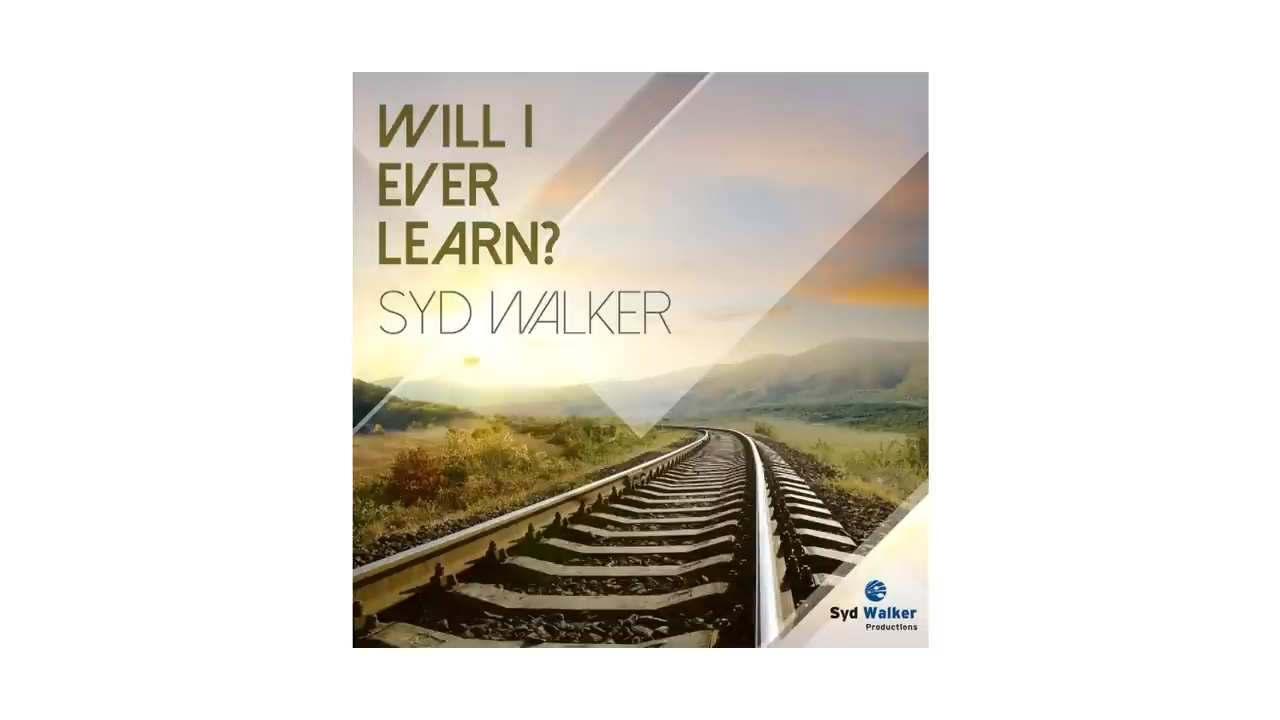 WILL I
EVER
LEARN?
SYD WALKER
Syd Walker
Productions